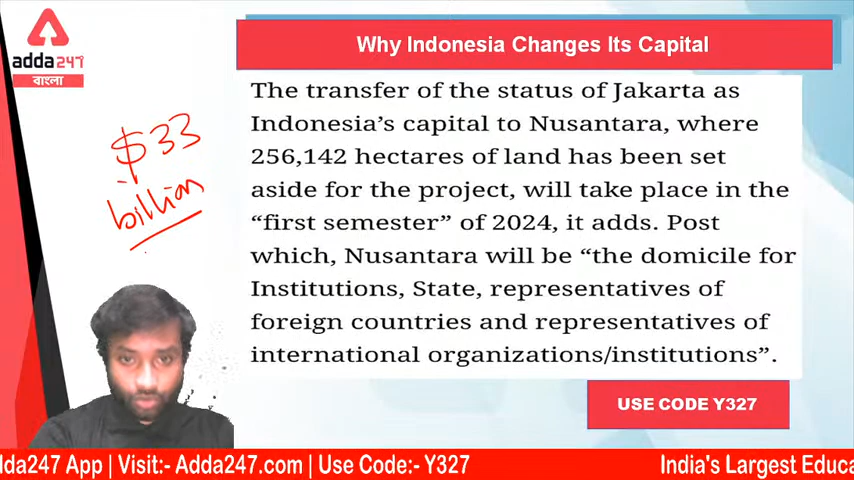 adda247
বাংলা
Why Indonesia Changes Its Capital
$33
billion
The transfer of the status of Jakarta as
Indonesia's capital to Nusantara, where
256,142 hectares of land has been set
aside for the project, will take place in the
“first semester” of 2024, it adds. Post
which, Nusantara will be “the domicile for
Institutions, State, representatives of
foreign countries and representatives of
international organizations/institutions”.
USE CODE Y327
dda247 App | Visit:- Adda247.com | Use Code:- Y327
India's Largest Educa